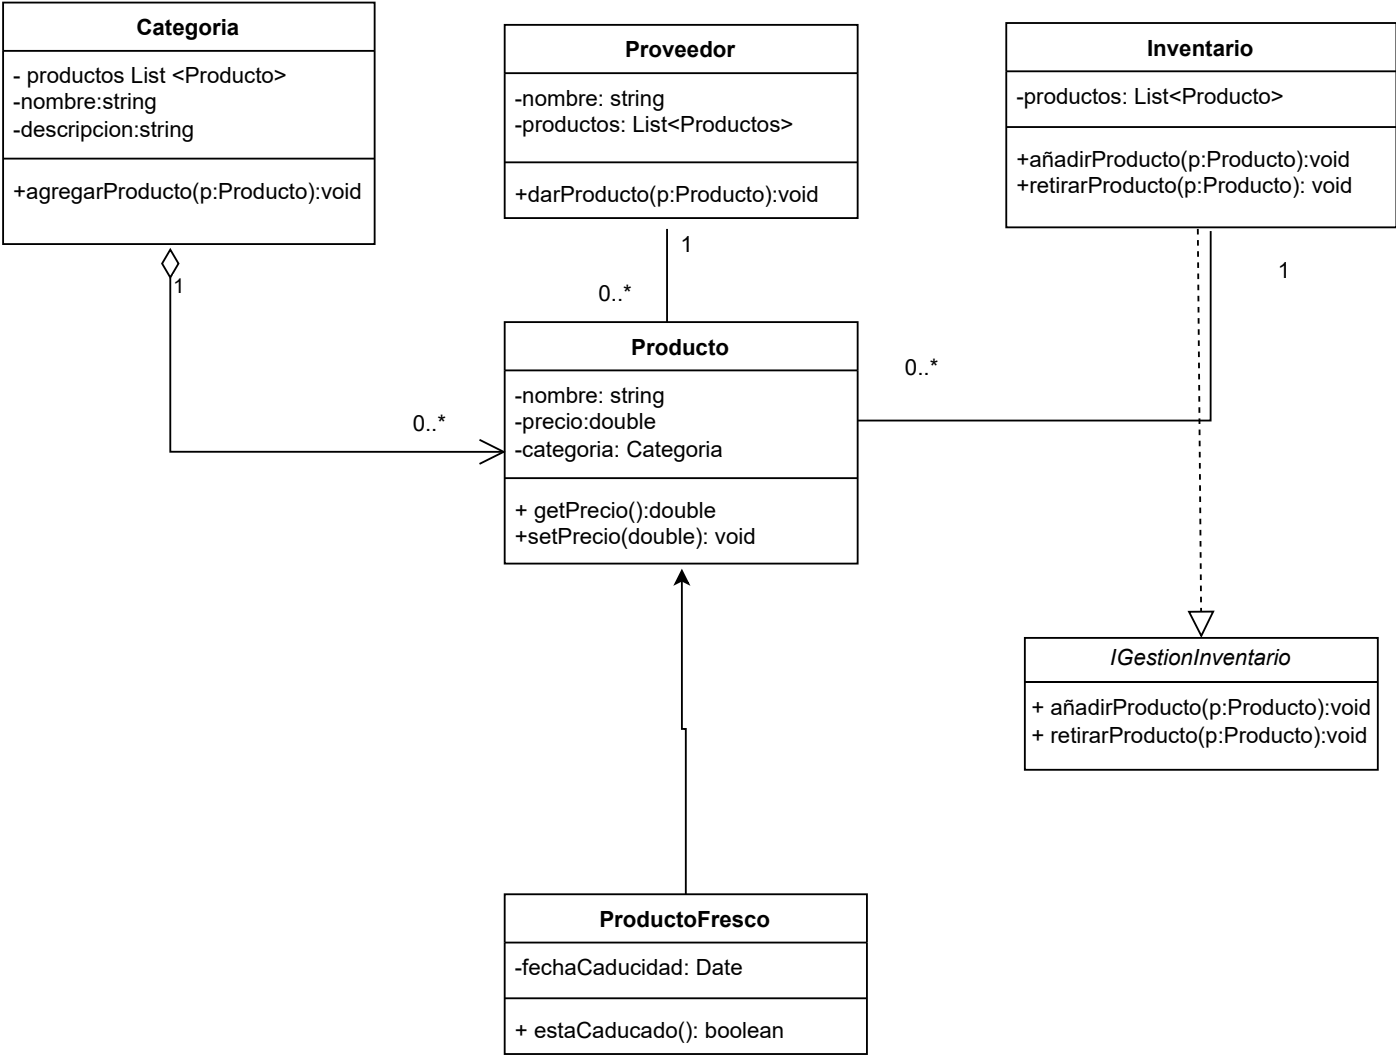 Categoria
- productos List <Producto>
-nombre:string
-descripcion:string
+agregarProducto(p:Producto):void
1
0..*
Proveedor
-nombre: string
-productos: List<Productos>
+darProducto(p:Producto):void
1
0..*
Inventario
-productos: List<Producto>
+añadirProducto(p:Producto):void
+retirarProducto(p:Producto): void
1
0..*
Producto
-nombre: string
-precio:double
-categoria: Categoria
+ getPrecio():double
+setPrecio(double): void
IGestionInventario
+ añadirProducto(p:Producto):void
+ retirarProducto(p:Producto):void
ProductoFresco
-fechaCaducidad: Date
+ estaCaducado(): boolean